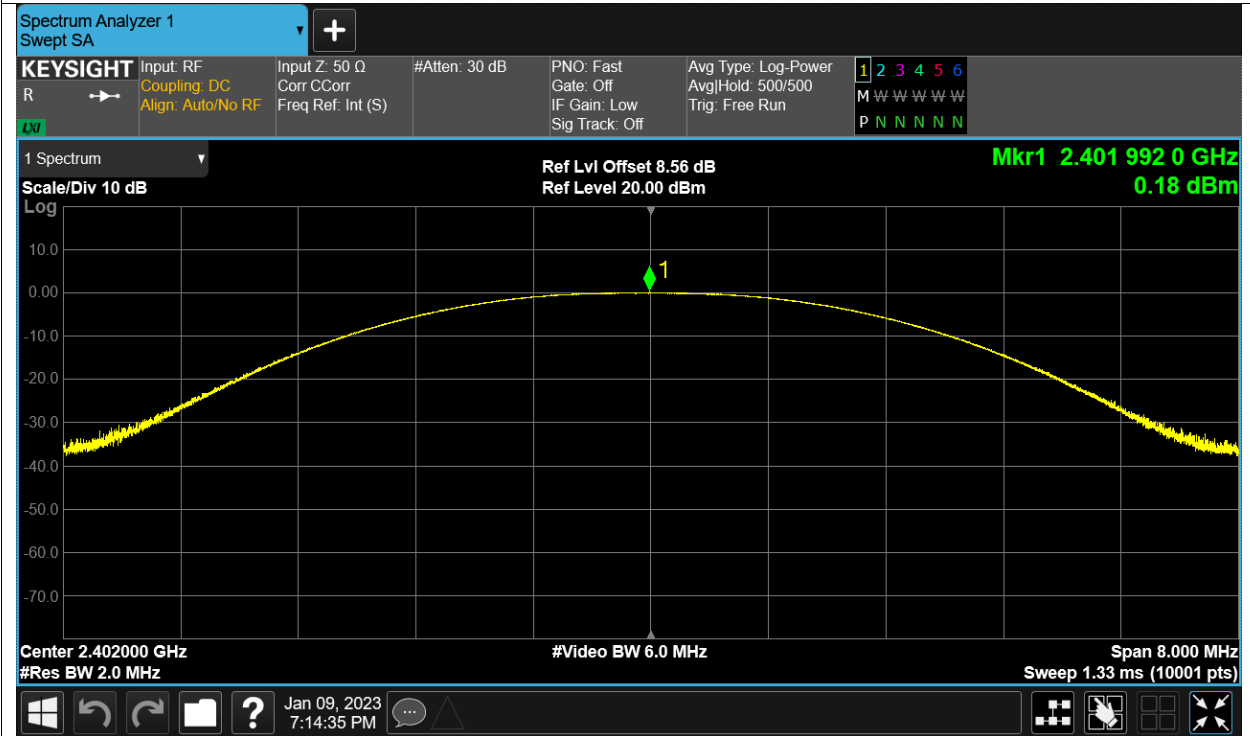 Spectrum Analyzer 1
Swept SA
KEYSIGHT
R
LXI
Input: RF
Coupling: DC
Align: Auto/No RF
Input Z: 50 Ω
Corr CCorr
Freq Ref: Int (S)
#Atten: 30 dB
PNO: Fast
Gate: Off
IF Gain: Low
Sig Track: Off
Avg Type: Log-Power
Avg|Hold: 500/500
Trig: Free Run
1 2 3 4 5 6
M W W W W W
P N N N N N
1 Spectrum
Scale/Div 10 dB
Log
Ref Lvl Offset 8.56 dB
Ref Level 20.00 dBm
Mkr1 2.401 992 0 GHz
0.18 dBm
1
10.0
0.00
-10.0
-20.0
-30.0
-40.0
-50.0
-60.0
-70.0
Center 2.402000 GHz
#Res BW 2.0 MHz
#Video BW 6.0 MHz
Span 8.000 MHz
Sweep 1.33 ms (10001 pts)
?
Jan 09, 2023
7:14:35 PM